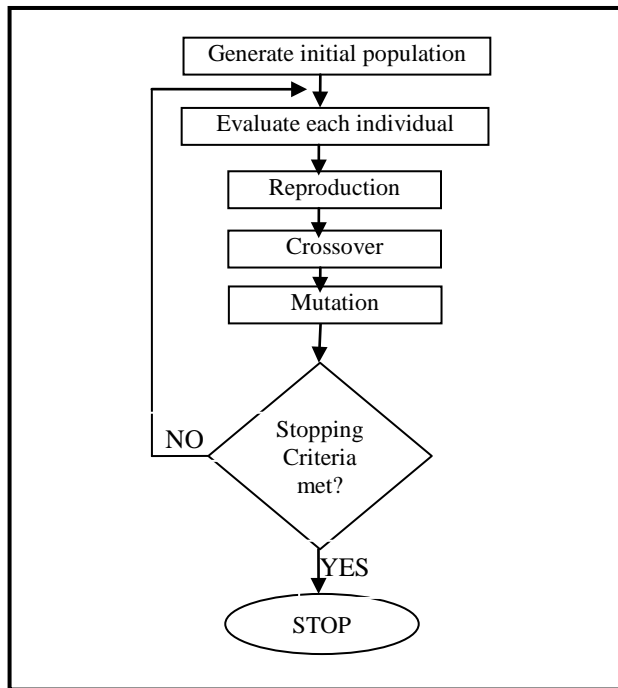 Generate initial population
Evaluate each individual
Reproduction
Crossover
Mutation
Stopping
Criteria
met?
NO
YES
STOP